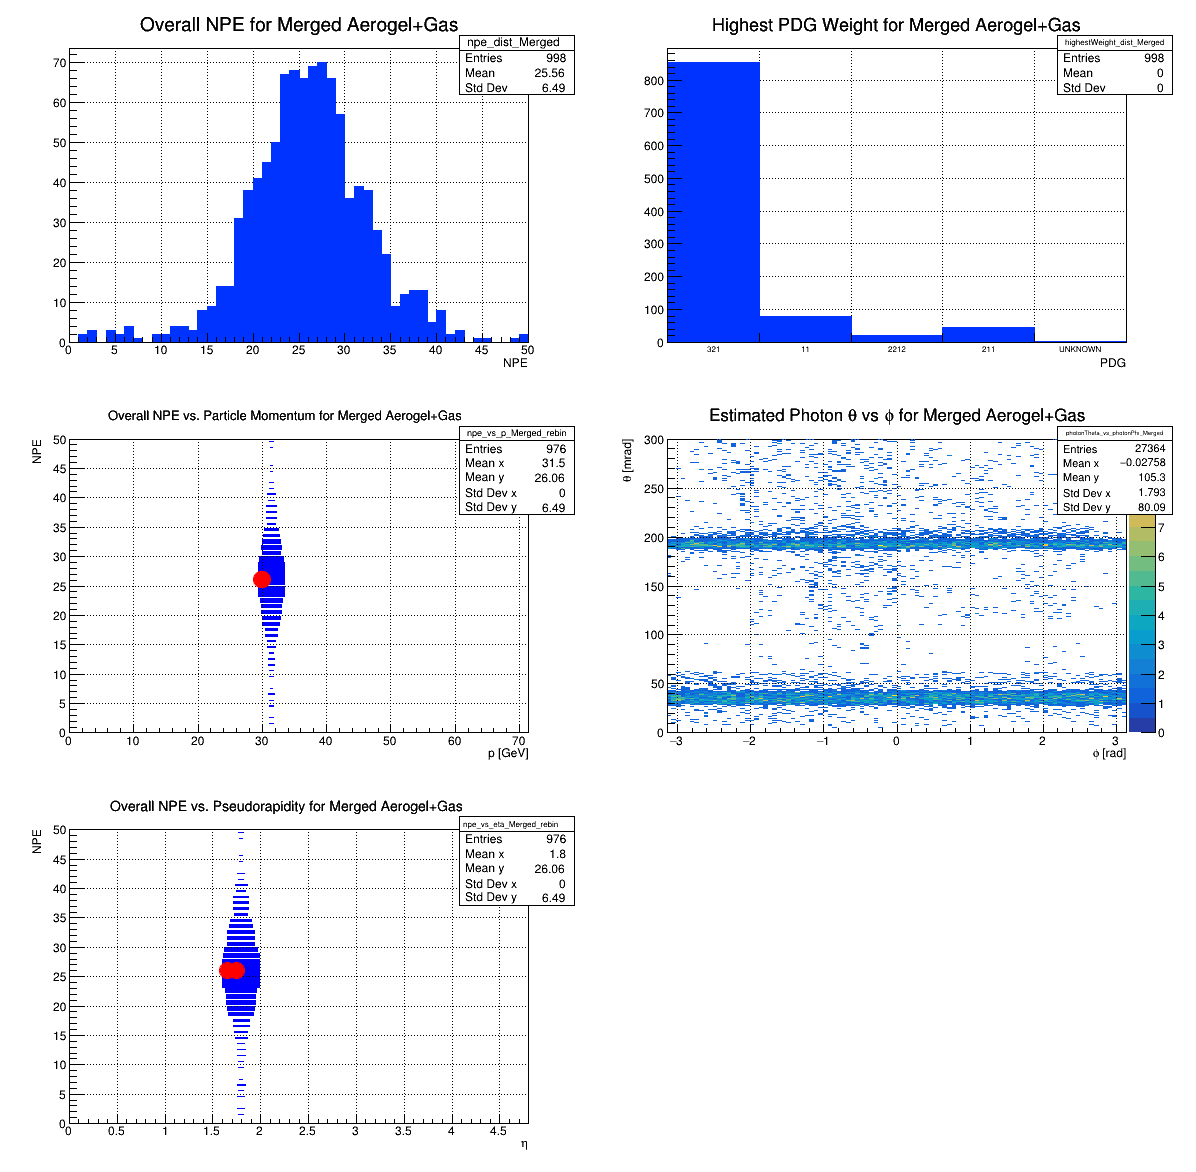 Overall NPE for Merged Aerogel+Gas
npe_dist_Merged
Entries 998
Mean 25.56
Std Dev 6.49
70
60
50
40
30
20
10
0
0 5 10 15 20 25 30 35 40 45 50
NPE
Highest PDG Weight for Merged Aerogel+Gas
highestWeight_dist_Merged
Entries 998
Mean 0
Std Dev 0
800
700
600
500
400
300
200
100
0
321 11 2212 211 UNKNOWN
PDG
Overall NPE vs. Particle Momentum for Merged Aerogel+Gas
npe_vs_p_Merged_rebin
Entries 976
Mean x 31.5
Mean y 26.06
Std Dev x 0
Std Dev y 6.49
NPE
50
45
40
35
30
25
20
15
10
5
0
0 10 20 30 40 50 60 70
p [GeV]
Estimated Photon θ vs ϕ for Merged Aerogel+Gas
photonTheta_vs_photonPhi_Merged
Entries 27364
Mean x −0.02758
Mean y 105.3
Std Dev x 1.793
Std Dev y 80.09
θ [mrad]
300
250
200
150
100
50
0
−3 −2 −1 0 1 2 3
ϕ [rad]
7
6
5
4
3
2
1
0
Overall NPE vs. Pseudorapidity for Merged Aerogel+Gas
npe_vs_eta_Merged_rebin
Entries 976
Mean x 1.8
Mean y 26.06
Std Dev x 0
Std Dev y 6.49
NPE
50
45
40
35
30
25
20
15
10
5
0
0 0.5 1 1.5 2 2.5 3 3.5 4 4.5
η